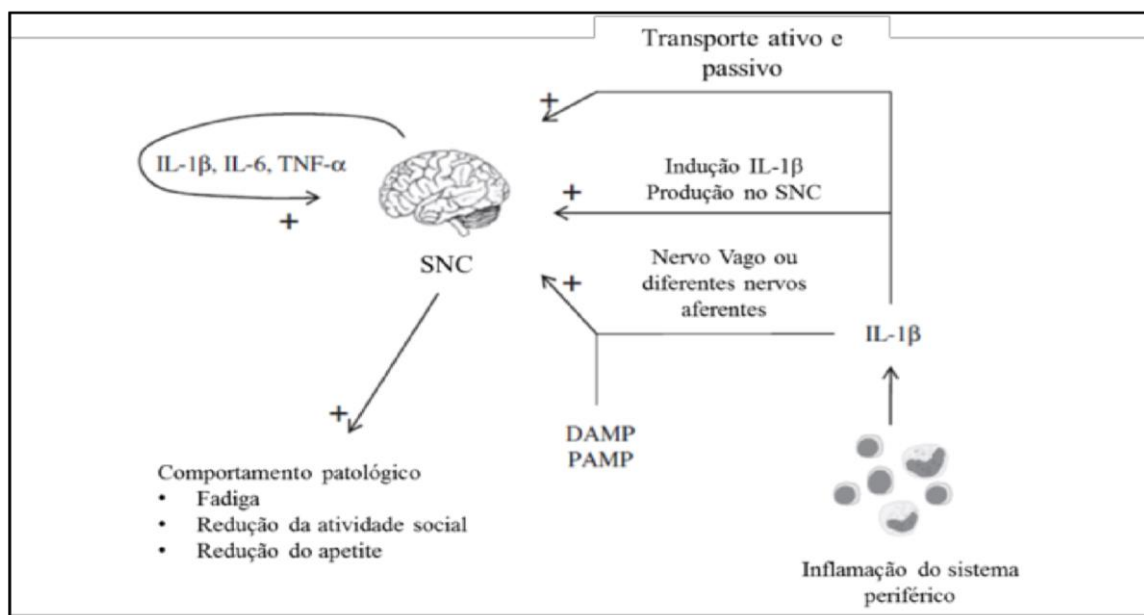 Transporte ativo e
passivo
+
IL-1β, IL-6, TNF-α
+
Indução IL-1β
Produção no SNC
+
SNC
Nervo Vago ou
diferentes nervos
aferentes
+
IL-1β
+
DAMP
PAMP
Comportamento patológico
• Fadiga
• Redução da atividade social
• Redução do apetite
Inflamação do sistema
periférico